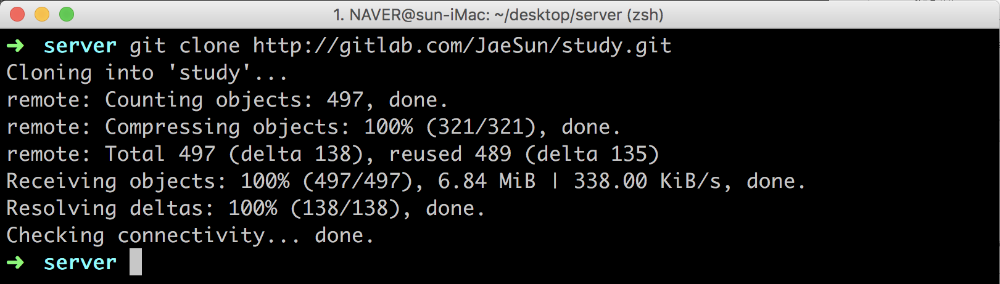 1. NAVER@sun-iMac: ~/desktop/server (zsh)
➜ server git clone http://gitlab.com/JaeSun/study.git
Cloning into 'study'...
remote: Counting objects: 497, done.
remote: Compressing objects: 100% (321/321), done.
remote: Total 497 (delta 138), reused 489 (delta 135)
Receiving objects: 100% (497/497), 6.84 MiB | 338.00 KiB/s, done.
Resolving deltas: 100% (138/138), done.
Checking connectivity... done.
➜ server